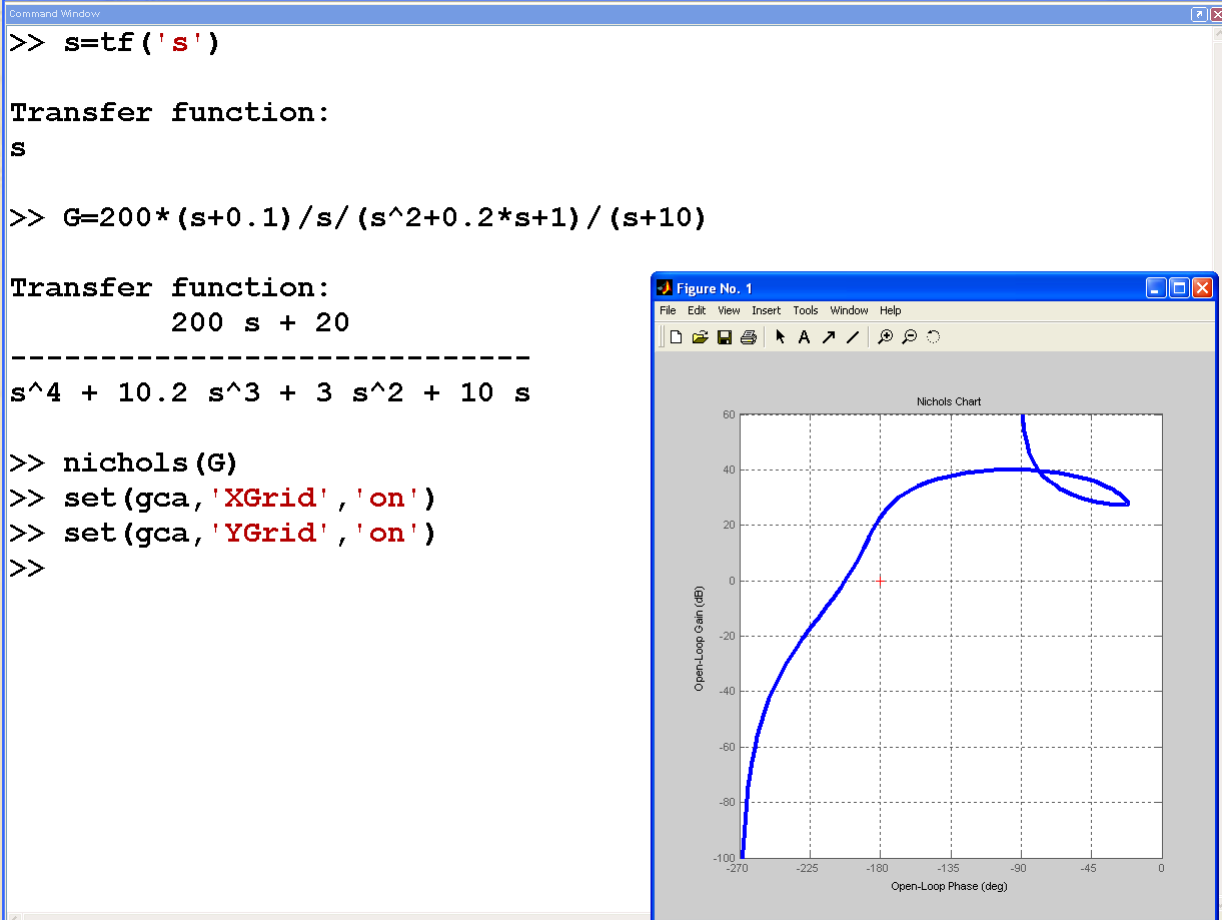 Command Window
>> s=tf('s')
Transfer function:
s
>> G=200*(s+0.1)/s/(s^2+0.2*s+1)/(s+10)
Transfer function:
200 s + 20
------------------------------
s^4 + 10.2 s^3 + 3 s^2 + 10 s
>> nichols(G)
>> set(gca,'XGrid','on')
>> set(gca,'YGrid','on')
>>
Figure No. 1
File Edit View Insert Tools Window Help
A
Nichols Chart
60
40
20
0
-20
-40
-60
-80
-100
Open-Loop Gain (dB)
-270 -225 -180 -135 -90 -45 0
Open-Loop Phase (deg)